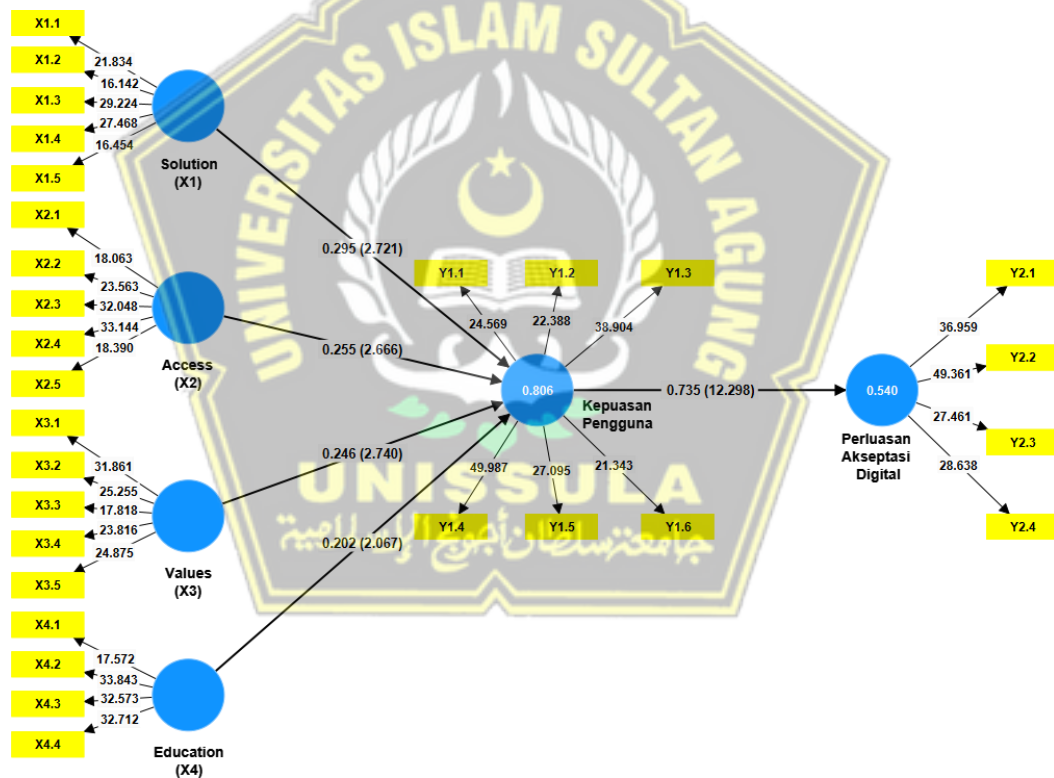 UNIVERSITAS ISLAM SULTAN AGUNG
X1.1
X1.2
X1.3
X1.4
X1.5
21.834
16.142
29.224
27.468
16.454
Solution
(X1)
X2.1
X2.2
X2.3
X2.4
X2.5
18.063
23.563
32.048
33.144
18.390
Access
(X2)
X3.1
X3.2
X3.3
X3.4
X3.5
31.861
25.255
17.818
23.816
24.875
Values
(X3)
X4.1
X4.2
X4.3
X4.4
17.572
33.843
32.573
32.712
Education
(X4)
0.295 (2.721)
0.255 (2.666)
0.246 (2.740)
0.202 (2.067)
Y1.1
Y1.2
Y1.3
24.569
22.388
38.904
0.806
Kepuasan
Pengguna
49.987
27.095
21.343
Y1.4
Y1.5
Y1.6
0.735 (12.298)
0.540
Perluasan
Akseptasi
Digital
36.959
49.361
27.461
28.638
Y2.1
Y2.2
Y2.3
Y2.4
UNISSULA
جامعتسلطان أجونج الإسلامية